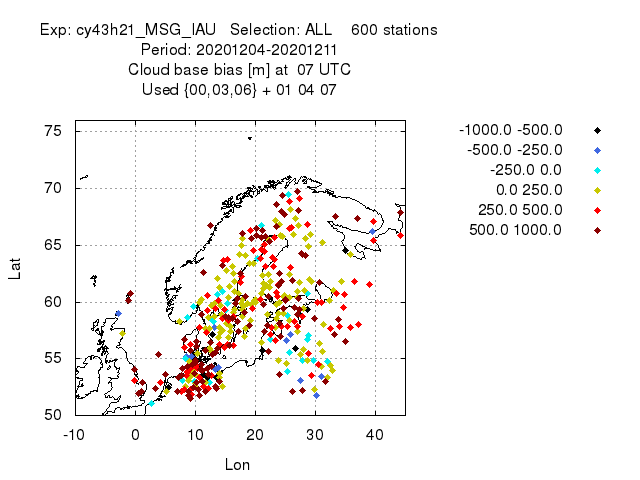 Exp: cy43h21_MSG_IAU   Selection: ALL    600 stations
Period: 20201204-20201211
Cloud base bias [m] at  07 UTC
Used {00,03,06} + 01 04 07
-1000.0 -500.0
-500.0 -250.0
-250.0 0.0
0.0 250.0
250.0 500.0
500.0 1000.0
75
70
65
60
55
50
Lat
-10 0 10 20 30 40
Lon